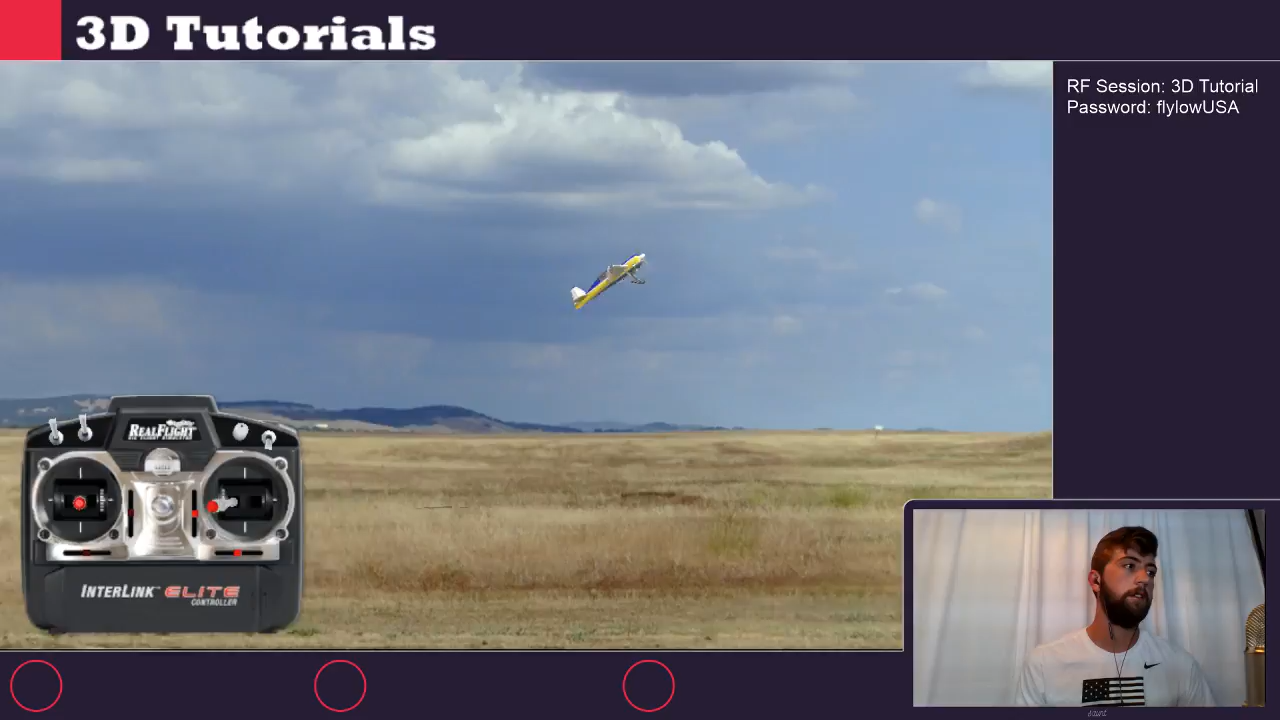 3D Tutorials
RF Session: 3D Tutorial
Password: flylowUSA
REALFLIGHT
INTERLINK ELITE
CONTROLLER